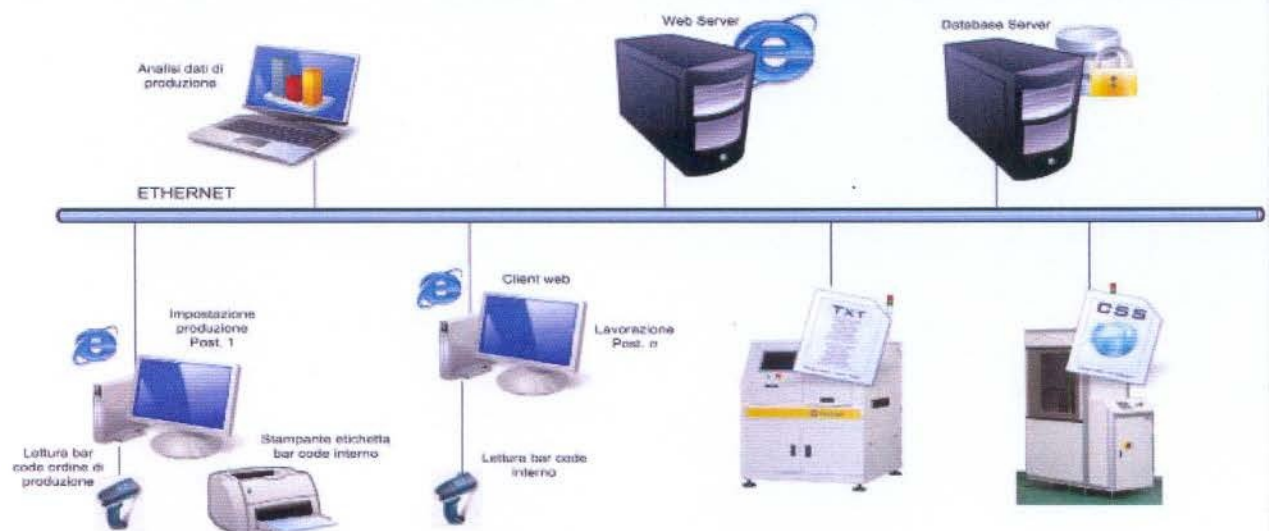 Web Server
Database Server
Analisi dati di
produzione
ETHERNET
Client web
Impostazione
produzione
Post. 1
Lavorazione
Post. n
TXT
CSS
Lettura bar
code ordine di
produzione
Stampante etichetta
bar code interno
Lettura bar code
interno